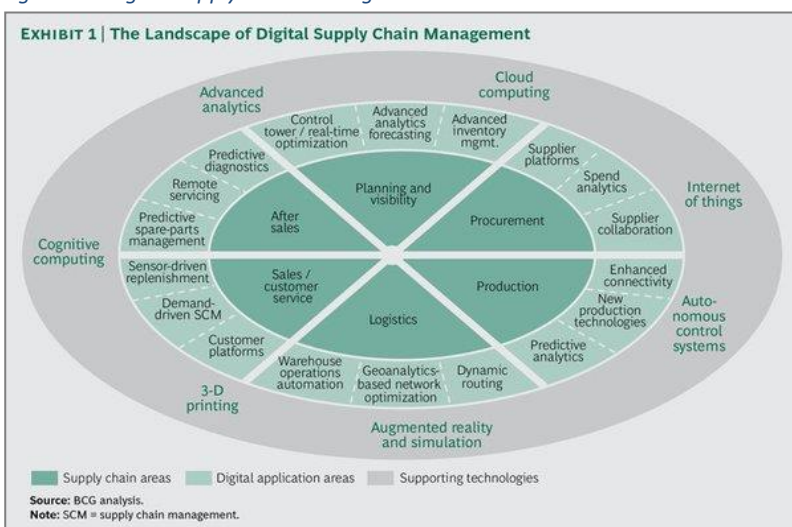 EXHIBIT 1 | The Landscape of Digital Supply Chain Management
Advanced
analytics
Cloud
computing
Control
tower / real-time
optimization
Advanced
analytics
forecasting
Advanced
inventory
mgmt.
Predictive
diagnostics
Remote
servicing
Predictive
spare-parts
management
Supplier
platforms
Spend
analytics
Supplier
collaboration
Planning and
visibility
After
sales
Procurement
Internet
of things
Cognitive
computing
Sensor-driven
replenishment
Demand-
driven SCM
Customer
platforms
Sales /
customer
service
Logistics
Production
Enhanced
connectivity
New
production
technologies
Predictive
analytics
Auto-
nomous
control
systems
Warehouse
operations
automation
Geoanalytics-
based network
optimization
Dynamic
routing
3-D
printing
Augmented reality
and simulation
Supply chain areas
Digital application areas
Supporting technologies
Source: BCG analysis.
Note: SCM = supply chain management.